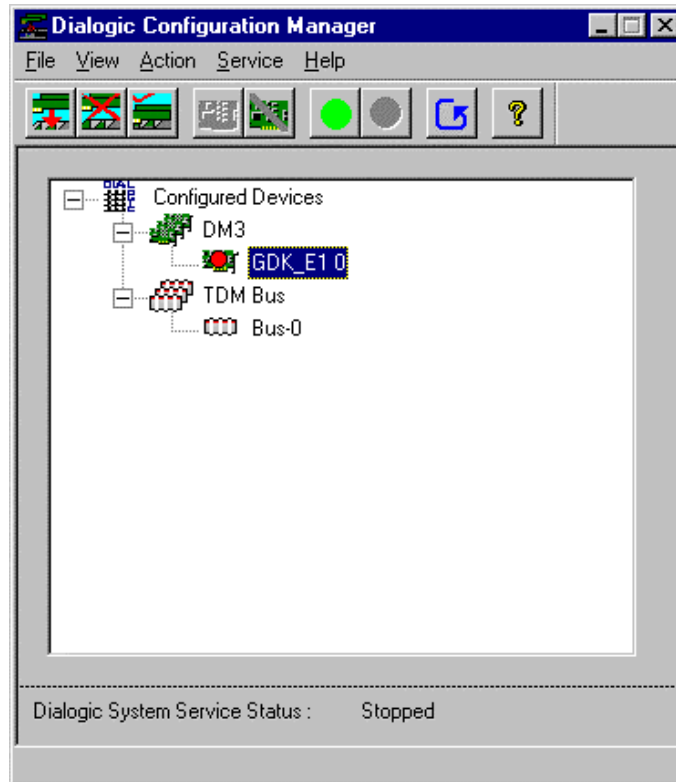 Dialogic Configuration Manager
File View Action Service Help
DIAL
Configured Devices
DM3
GDK_E1 0
TDM Bus
Bus-0
Dialogic System Service Status : Stopped